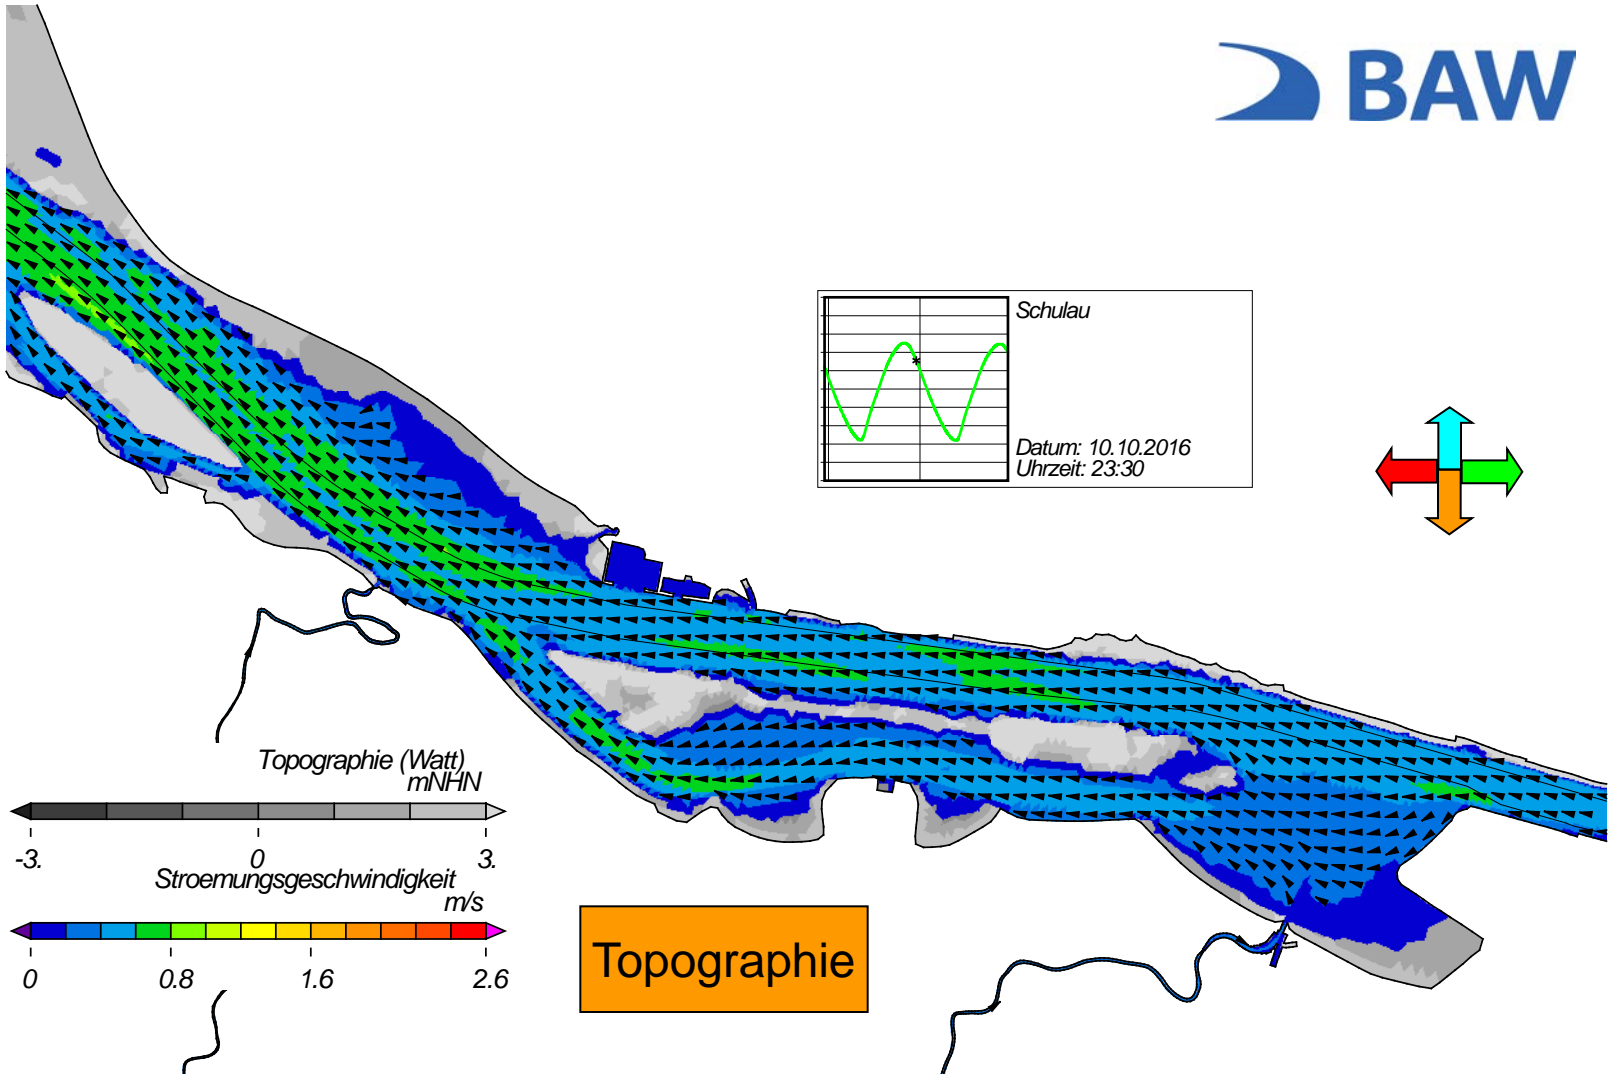 BAW
Schulau
Datum: 10.10.2016
Uhrzeit: 23:30
Topographie (Watt)
mNHN
-3. 0 3.
Stroemungsgeschwindigkeit
m/s
0 0.8 1.6 2.6
Topographie